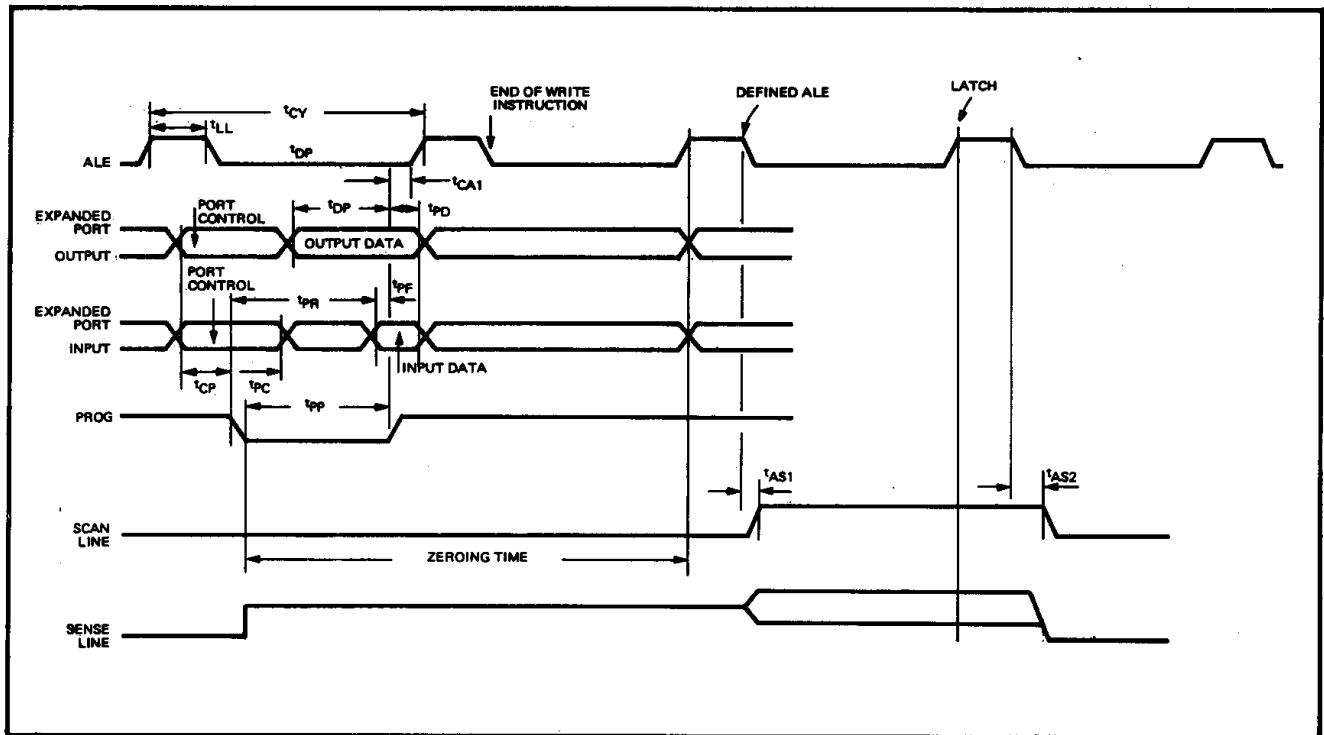 END OF WRITE
INSTRUCTION
DEFINED ALE
LATCH
tCY
tLL
tDP
ALE
tCA1
PORT
CONTROL
tDP
tPD
EXPANDED
PORT
OUTPUT
OUTPUT DATA
PORT
CONTROL
tPR
tPF
EXPANDED
PORT
INPUT
INPUT DATA
tCP
tPC
tPP
PROG
tAS1
tAS2
SCAN
LINE
ZEROING TIME
SENSE
LINE